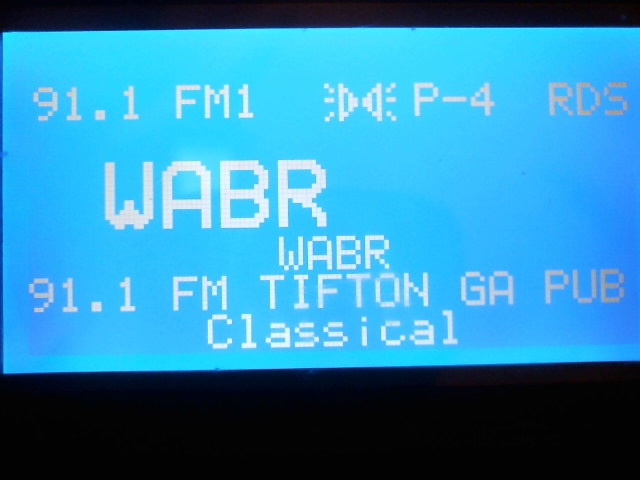 91.1 FM1 P-4 RDS
WABR
WABR
91.1 FM TIFTON GA PUB
Classical